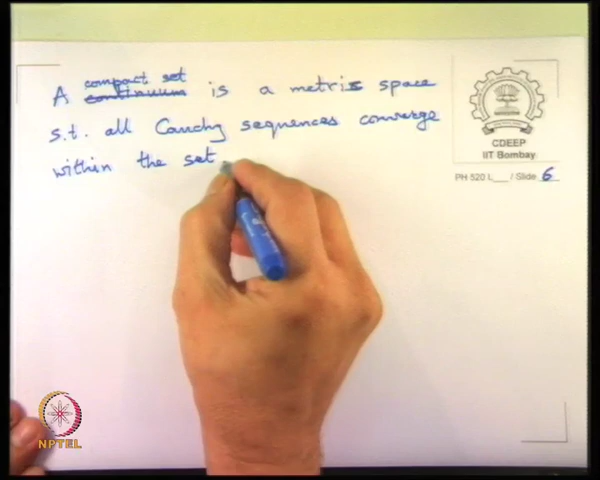 A ~~continuum~~ compact set is a metric space
s.t. all Cauchy sequences converge
within the set
CDEEP
IIT Bombay
PH 520 L___ / Slide 6
NPTEL